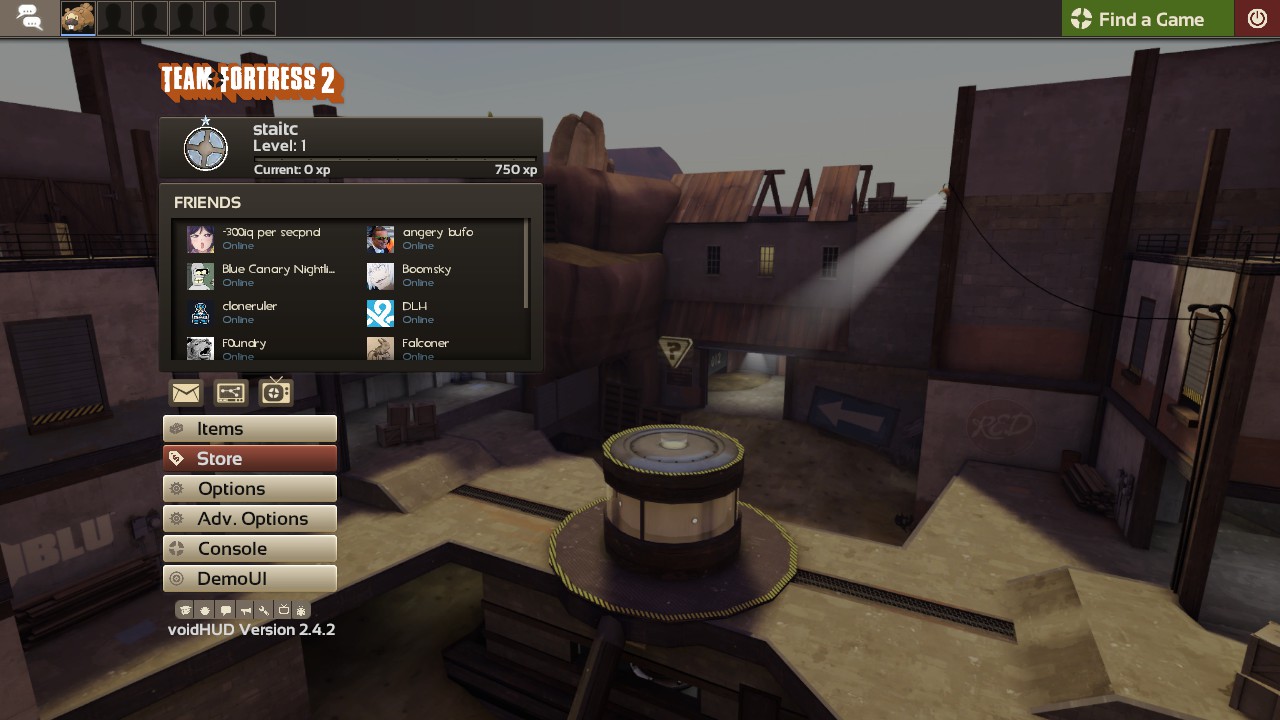 Find a Game
TEAM FORTRESS 2
staitc
Level: 1
Current: 0 xp 750 xp
FRIENDS
-300iq per secpnd
Online
angery bufo
Online
Blue Canary Nightli...
Online
Boomsky
Online
cloneruler
Online
DLH
Online
F0undry
Online
Falconer
Online
?
Items
Store
Options
Adv. Options
Console
DemoUI
voidHUD Version 2.4.2
RED
BLU